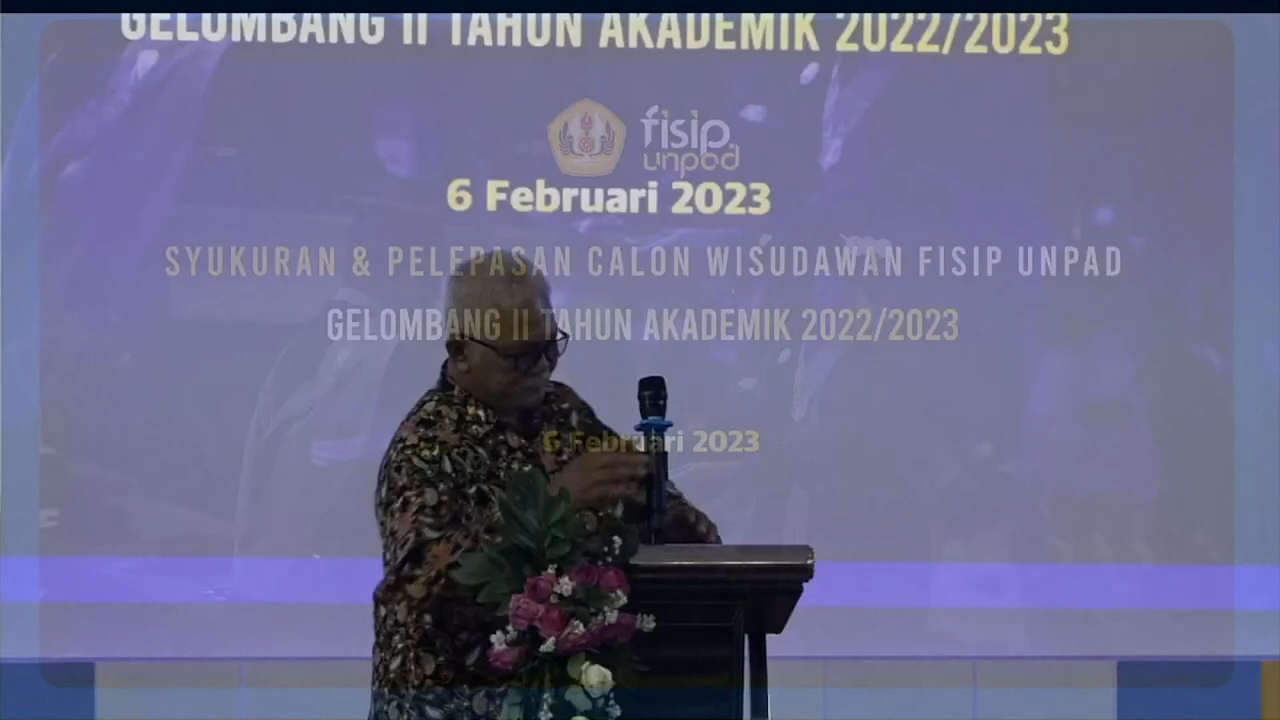 GELOMBANG II TAHUN AKADEMIK 2022/2023
fisip
unpad
6 Februari 2023
SYUKURAN & PELEPASAN CALON WISUDAWAN FISIP UNPAD
GELOMBANG II TAHUN AKADEMIK 2022/2023
6 Februari 2023